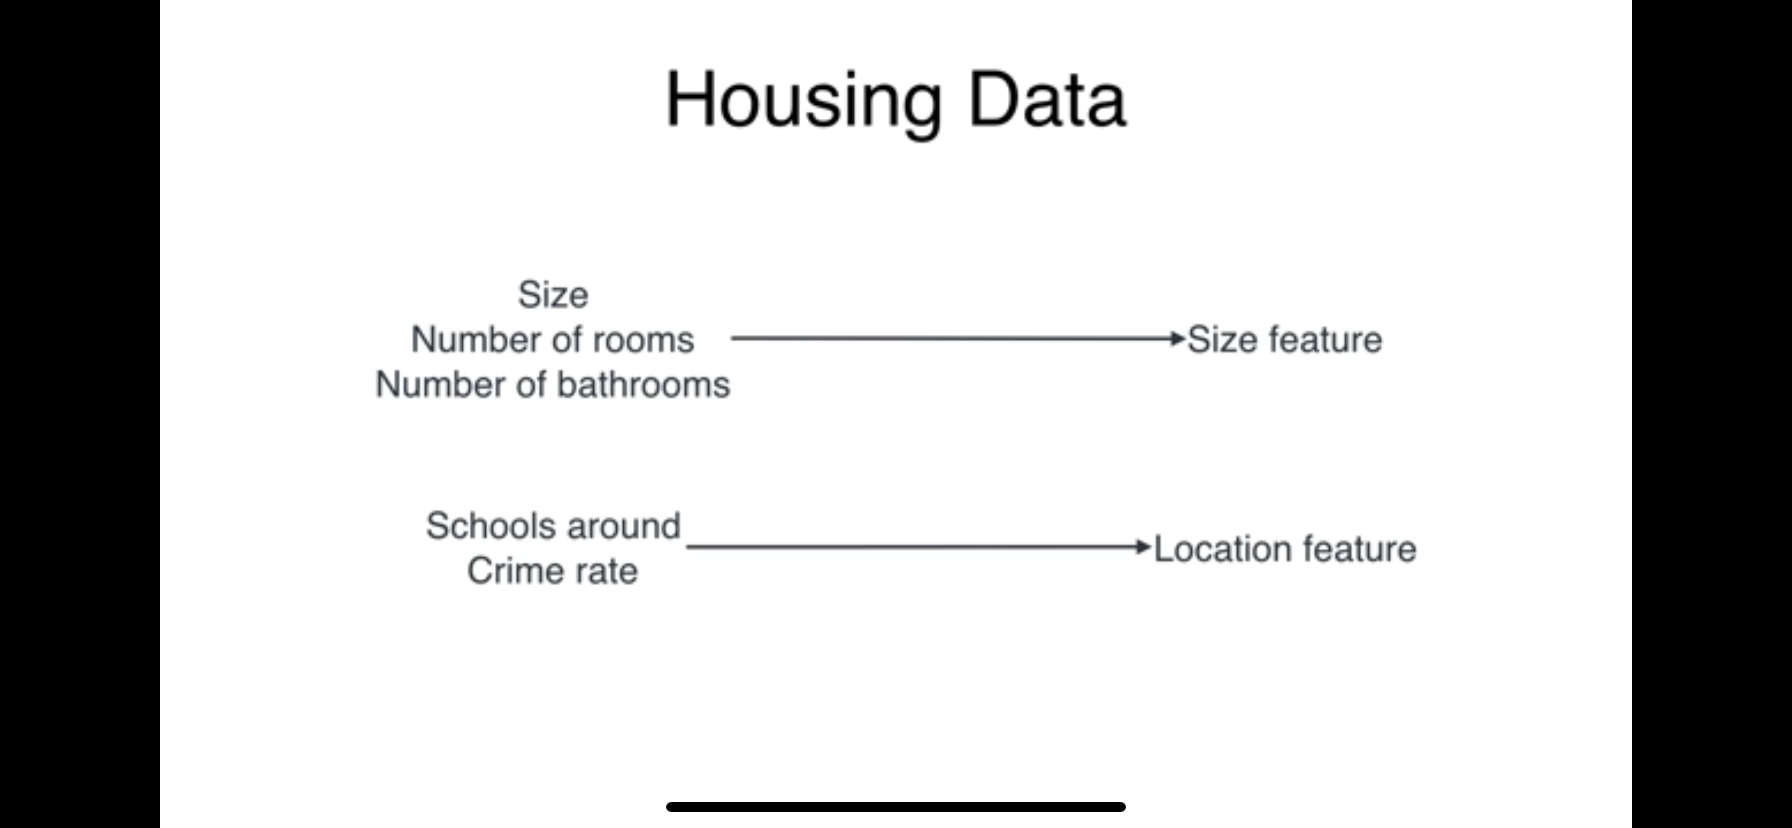 Housing Data
Size
Number of rooms
Number of bathrooms
Size feature
Schools around
Crime rate
Location feature